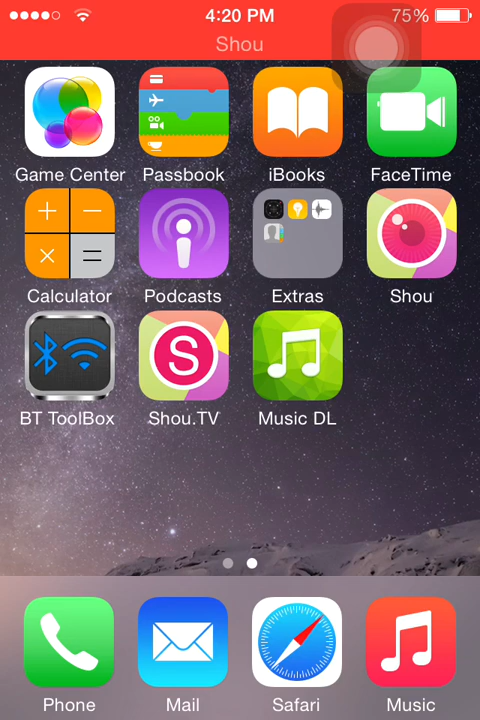 4:20 PM 75%
Shou
Game Center Passbook iBooks FaceTime
Calculator Podcasts Extras Shou
S
BT ToolBox Shou.TV Music DL
Phone Mail Safari Music